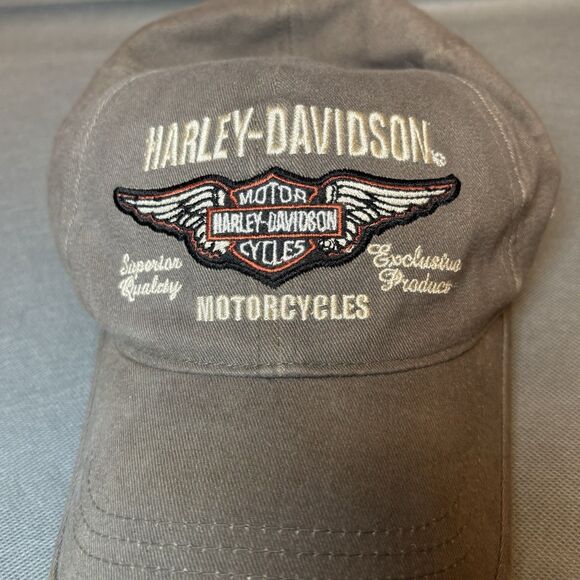 HARLEY-DAVIDSON®
MOTOR
HARLEY-DAVIDSON
CYCLES
Superior
Quality
Exclusive
Product
MOTORCYCLES